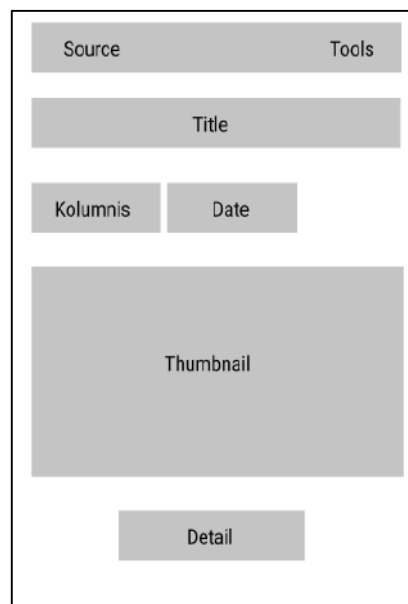 Source Tools
Title
Kolumnis Date
Thumbnail
Detail